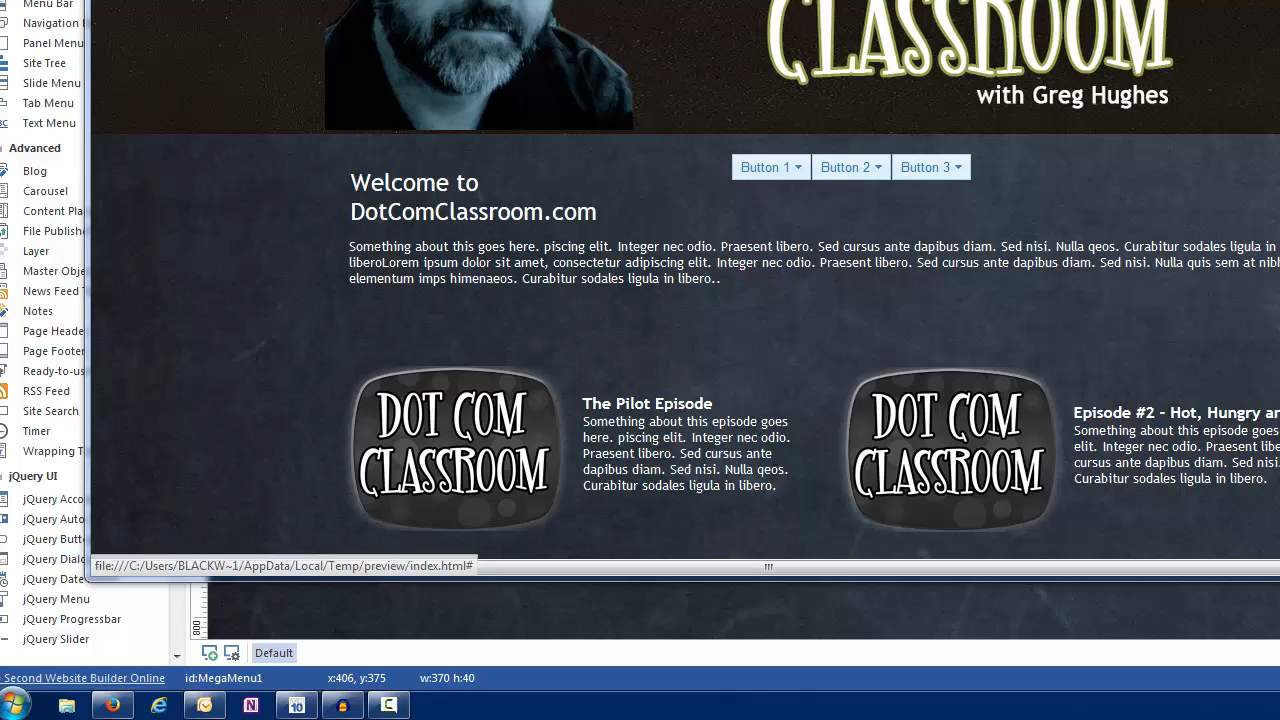 Menu Bar
Navigation
Panel Menu
Site Tree
Slide Menu
Tab Menu
ABC Text Menu
Advanced
Blog
Carousel
Content Pla
File Publishe
Layer
Master Obje
News Feed T
Notes
Page Heade
Page Footer
Ready-to-us
RSS Feed
Site Search
Timer
Wrapping T
jQuery UI
jQuery Acco
jQuery Auto
jQuery Butt
jQuery Dialo
jQuery Date
jQuery Menu
jQuery Progressbar
jQuery Slider
CLASSROOM
with Greg Hughes
Button 1 Button 2 Button 3
Welcome to
DotComClassroom.com
Something about this goes here. piscing elit. Integer nec odio. Praesent libero. Sed cursus ante dapibus diam. Sed nisi. Nulla qeos. Curabitur sodales ligula in
liberoLorem ipsum dolor sit amet, consectetur adipiscing elit. Integer nec odio. Praesent libero. Sed cursus ante dapibus diam. Sed nisi. Nulla quis sem at nibh
elementum imps himenaeos. Curabitur sodales ligula in libero..
DOT COM
CLASSROOM
The Pilot Episode
Something about this episode goes
here. piscing elit. Integer nec odio.
Praesent libero. Sed cursus ante
dapibus diam. Sed nisi. Nulla qeos.
Curabitur sodales ligula in libero.
DOT COM
CLASSROOM
Episode #2 - Hot, Hungry an
Something about this episode goes
elit. Integer nec odio. Praesent libe
cursus ante dapibus diam. Sed nisi.
Curabitur sodales ligula in libero.
file:///C:/Users/BLACKW~1/AppData/Local/Temp/preview/index.html#
800
Default
Second Website Builder Online id:MegaMenu1 x:406, y:375 w:370 h:40
10